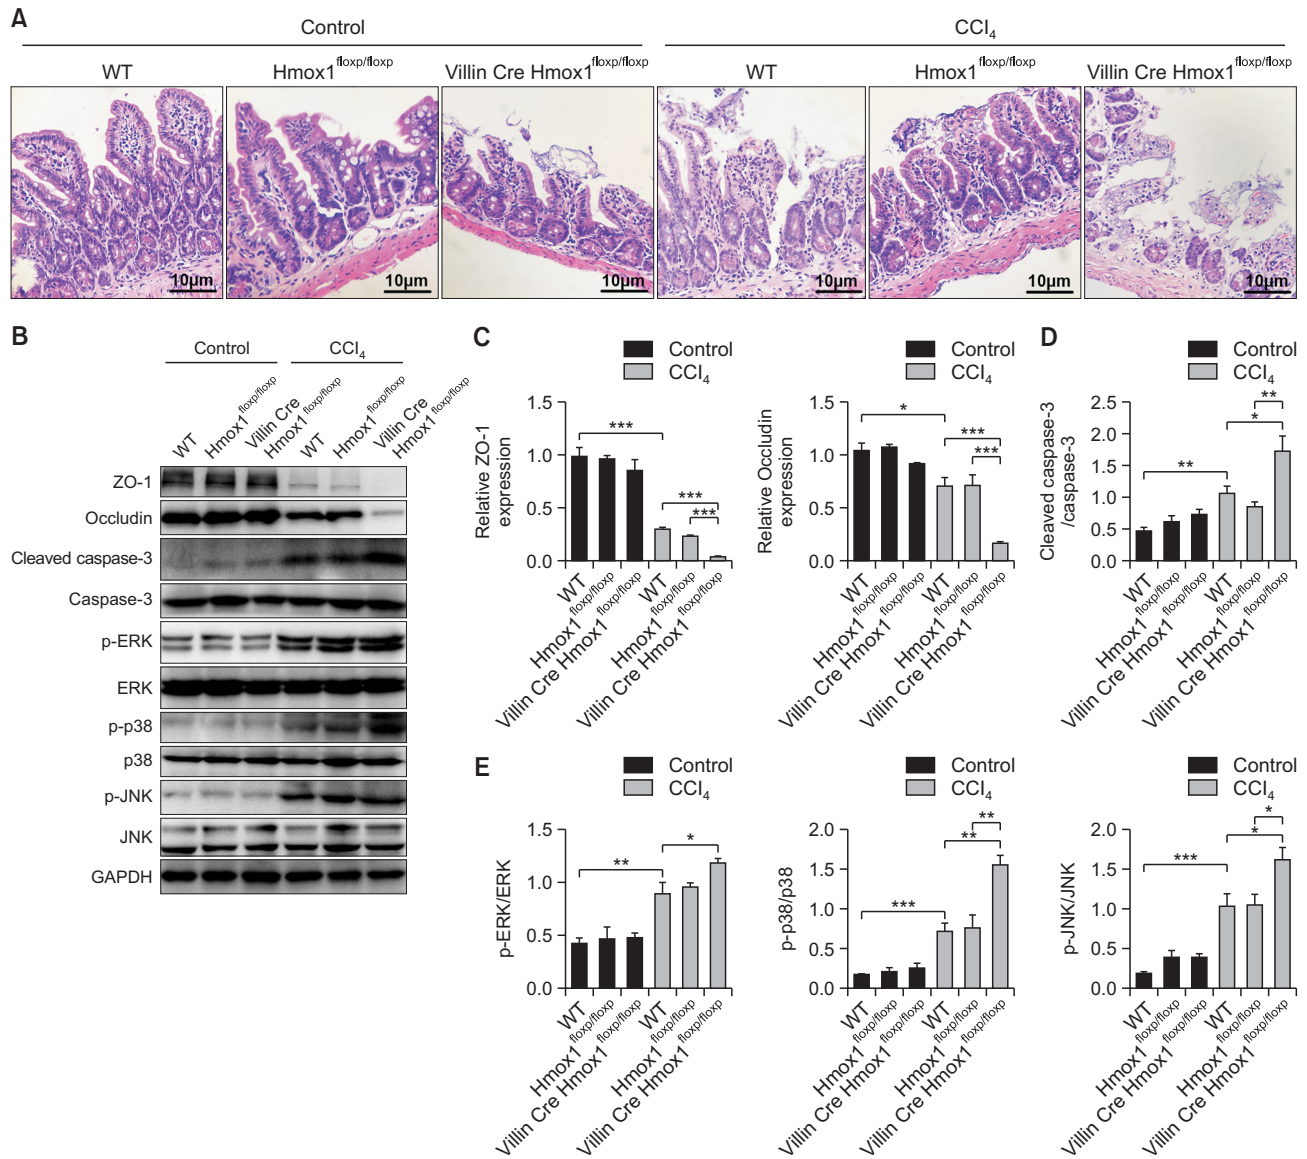 A
Control
CCl4
WT
Hmox1floxp/floxp
Villin Cre Hmox1floxp/floxp
WT
Hmox1floxp/floxp
Villin Cre Hmox1floxp/floxp
10μm
10μm
10μm
10μm
10μm
10μm
B
Control
CCl4
WT
Hmox1floxp/floxp
Villin Cre
Hmox1floxp/floxp
WT
Hmox1floxp/floxp
Villin Cre
Hmox1floxp/floxp
ZO-1
Occludin
Cleaved caspase-3
Caspase-3
p-ERK
ERK
p-p38
p38
p-JNK
JNK
GAPDH
C
Control
CCl4
Relative ZO-1
expression
1.5
1.0
0.5
0.0
***
***
***
WT
Hmox1floxp/floxp
Villin Cre Hmox1floxp/floxp
WT
Hmox1floxp/floxp
Villin Cre Hmox1floxp/floxp
Control
CCl4
Relative Occludin
expression
1.5
1.0
0.5
0.0
*
***
***
WT
Hmox1floxp/floxp
Villin Cre Hmox1floxp/floxp
WT
Hmox1floxp/floxp
Villin Cre Hmox1floxp/floxp
D
Control
CCl4
Cleaved caspase-3
/caspase-3
2.5
2.0
1.5
1.0
0.5
0.0
**
*
**
WT
Hmox1floxp/floxp
Villin Cre Hmox1floxp/floxp
WT
Hmox1floxp/floxp
Villin Cre Hmox1floxp/floxp
E
Control
CCl4
p-ERK/ERK
1.5
1.0
0.5
0.0
**
*
WT
Hmox1floxp/floxp
Villin Cre Hmox1floxp/floxp
WT
Hmox1floxp/floxp
Villin Cre Hmox1floxp/floxp
Control
CCl4
p-p38/p38
2.0
1.5
1.0
0.5
0.0
***
**
**
WT
Hmox1floxp/floxp
Villin Cre Hmox1floxp/floxp
WT
Hmox1floxp/floxp
Villin Cre Hmox1floxp/floxp
Control
CCl4
p-JNK/JNK
2.0
1.5
1.0
0.5
0.0
***
*
*
WT
Hmox1floxp/floxp
Villin Cre Hmox1floxp/floxp
WT
Hmox1floxp/floxp
Villin Cre Hmox1floxp/floxp